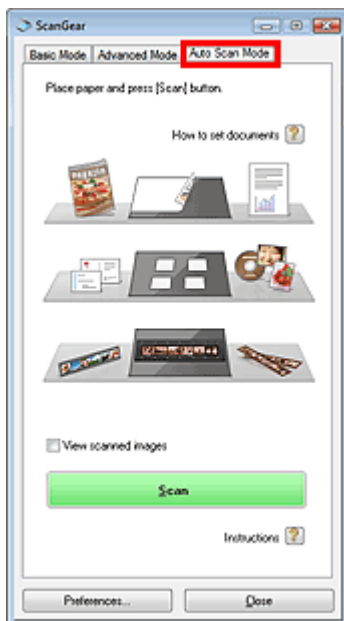 ScanGear
Basic Mode Advanced Mode Auto Scan Mode
Place paper and press [Scan] button.
How to set documents ?
View scanned images
Scan
Instructions ?
Preferences... Close